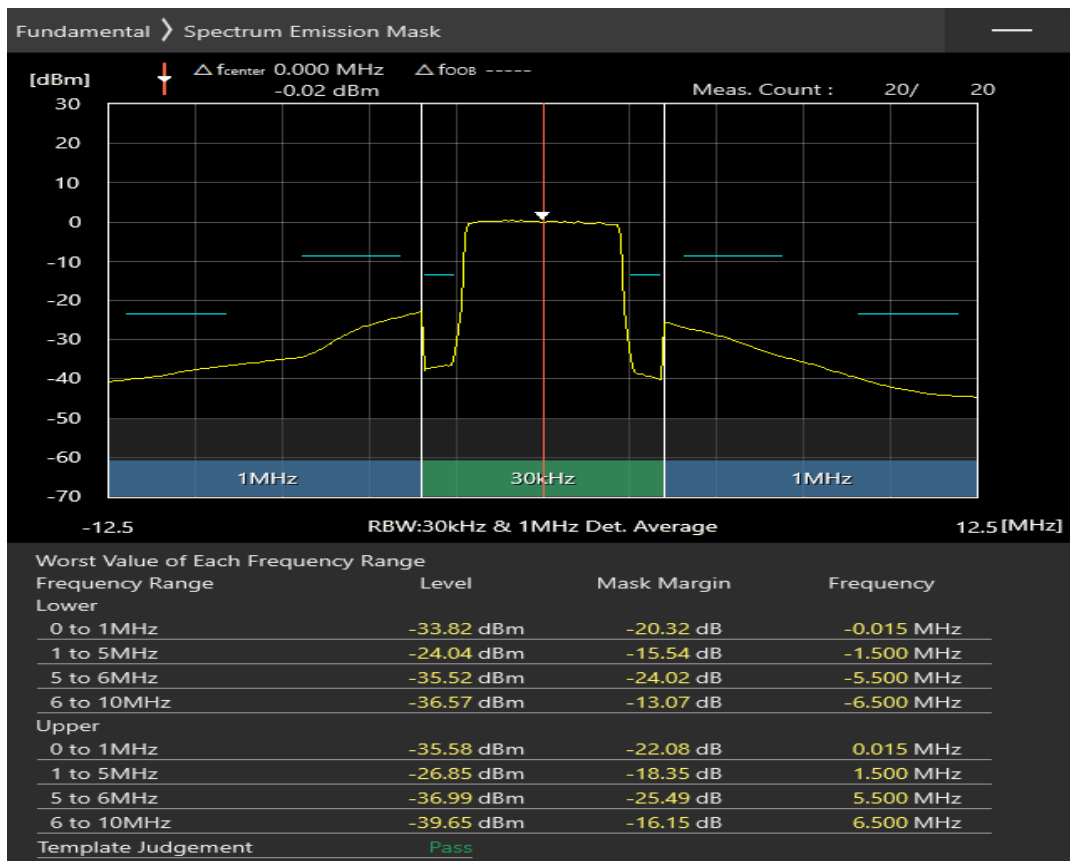 Fundamental ❭ Spectrum Emission Mask
[dBm] △ fcenter 0.000 MHz △ fOOB -----
-0.02 dBm Meas. Count : 20/ 20
30
20
10
0
-10
-20
-30
-40
-50
-60
-70
1MHz 30kHz 1MHz
-12.5 RBW:30kHz & 1MHz Det. Average 12.5 [MHz]
Worst Value of Each Frequency Range
Frequency Range Level Mask Margin Frequency
Lower
0 to 1MHz -33.82 dBm -20.32 dB -0.015 MHz
1 to 5MHz -24.04 dBm -15.54 dB -1.500 MHz
5 to 6MHz -35.52 dBm -24.02 dB -5.500 MHz
6 to 10MHz -36.57 dBm -13.07 dB -6.500 MHz
Upper
0 to 1MHz -35.58 dBm -22.08 dB 0.015 MHz
1 to 5MHz -26.85 dBm -18.35 dB 1.500 MHz
5 to 6MHz -36.99 dBm -25.49 dB 5.500 MHz
6 to 10MHz -39.65 dBm -16.15 dB 6.500 MHz
Template Judgement Pass